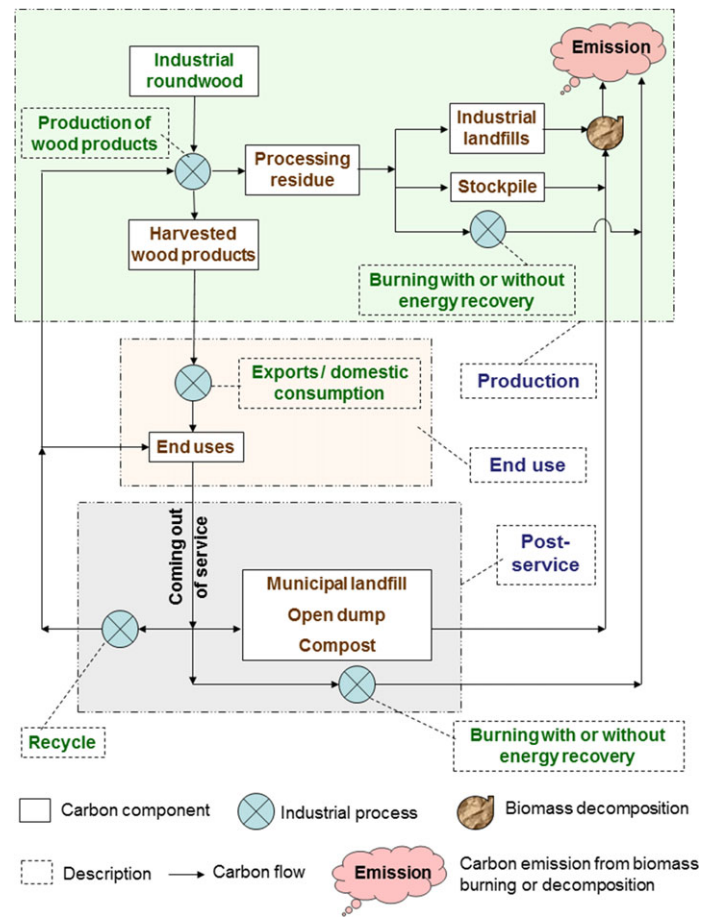 Emission
Industrial
roundwood
Production of
wood products
Industrial
landfills
Processing
residue
Stockpile
Harvested
wood products
Burning with or without
energy recovery
Exports / domestic
consumption
Production
End uses
End use
Coming out
of service
Post-
service
Municipal landfill
Open dump
Compost
Recycle
Burning with or without
energy recovery
Carbon component
Industrial process
Biomass decomposition
Description
Carbon flow
Emission
Carbon emission from biomass
burning or decomposition